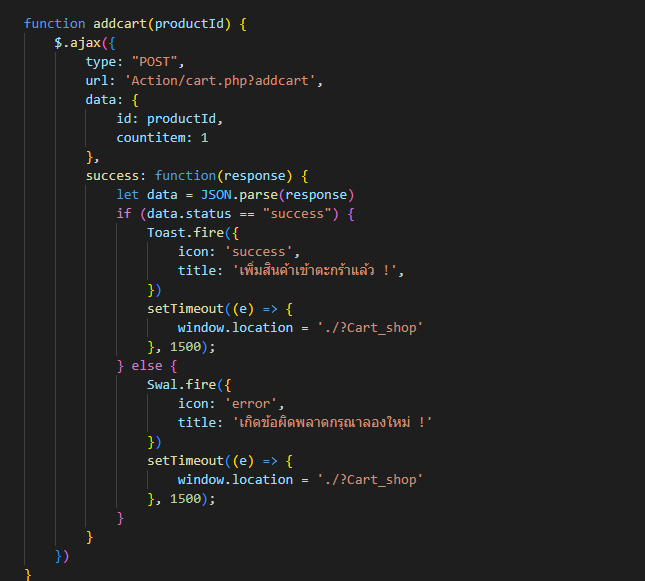 function addcart(productId) {
    $.ajax({
        type: "POST",
        url: 'Action/cart.php?addcart',
        data: {
            id: productId,
            countitem: 1
        },
        success: function(response) {
            let data = JSON.parse(response)
            if (data.status == "success") {
                Toast.fire({
                    icon: 'success',
                    title: 'เพิ่มสินค้าเข้าตะกร้าแล้ว !',
                })
                setTimeout((e) => {
                    window.location = './?Cart_shop'
                }, 1500);
            } else {
                Swal.fire({
                    icon: 'error',
                    title: 'เกิดข้อผิดพลาดกรุณาลองใหม่ !'
                })
                setTimeout((e) => {
                    window.location = './?Cart_shop'
                }, 1500);
            }
        }
    })
}